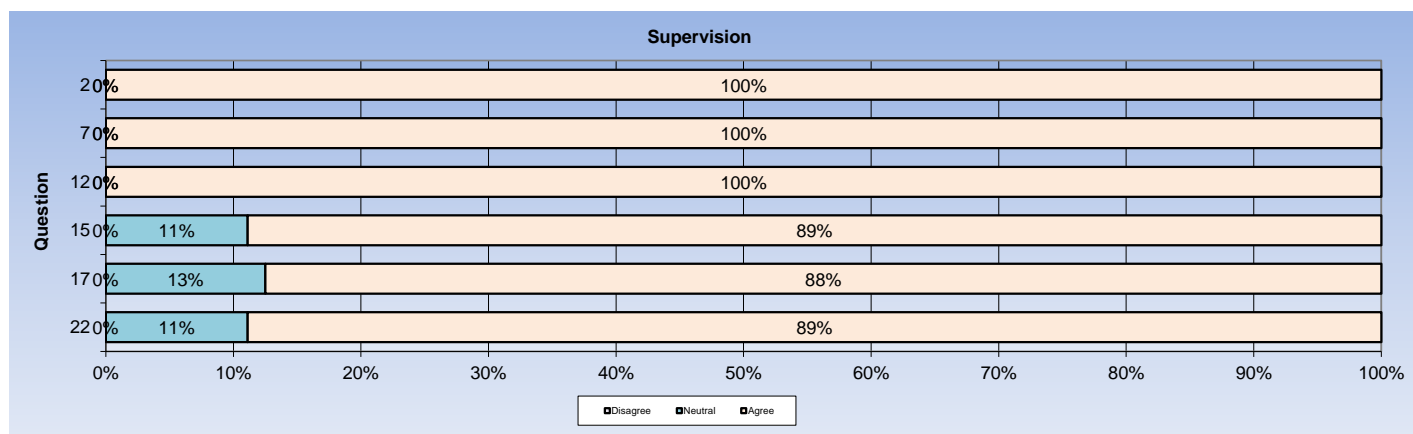 Supervision
2 0% 100%
7 0% 100%
12 0% 100%
15 0% 11% 89%
17 0% 13% 88%
22 0% 11% 89%
Question
0% 10% 20% 30% 40% 50% 60% 70% 80% 90% 100%
Disagree Neutral Agree